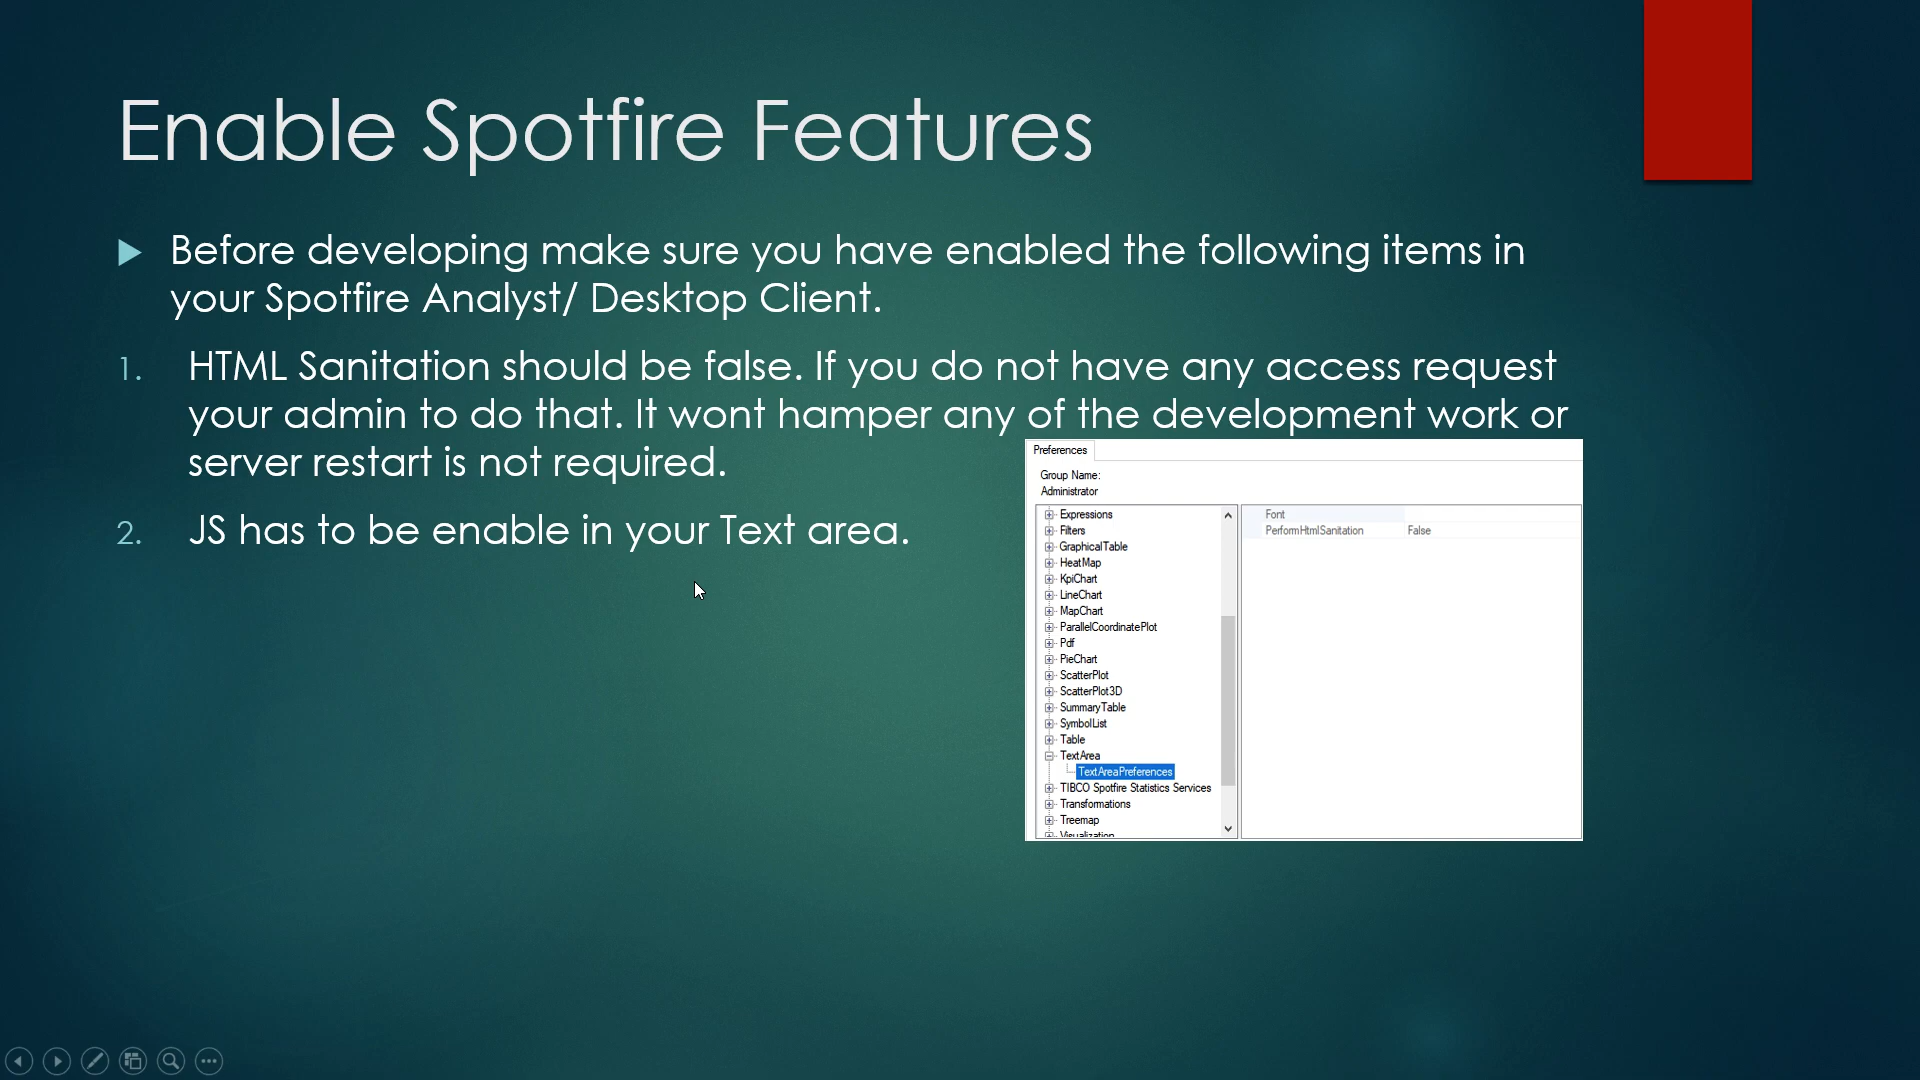 Enable Spotfire Features
Before developing make sure you have enabled the following items in
your Spotfire Analyst/ Desktop Client.
1. HTML Sanitation should be false. If you do not have any access request
your admin to do that. It wont hamper any of the development work or
server restart is not required.
2. JS has to be enable in your Text area.
Preferences
Group Name:
Administrator
Expressions
Filters
GraphicalTable
HeatMap
KpiChart
LineChart
MapChart
ParallelCoordinatePlot
Pdf
PieChart
ScatterPlot
ScatterPlot3D
SummaryTable
SymbolList
Table
TextArea
TextAreaPreferences
TIBCO Spotfire Statistics Services
Transformations
Treemap
Visualization
Font
PerformHtmlSanitation False